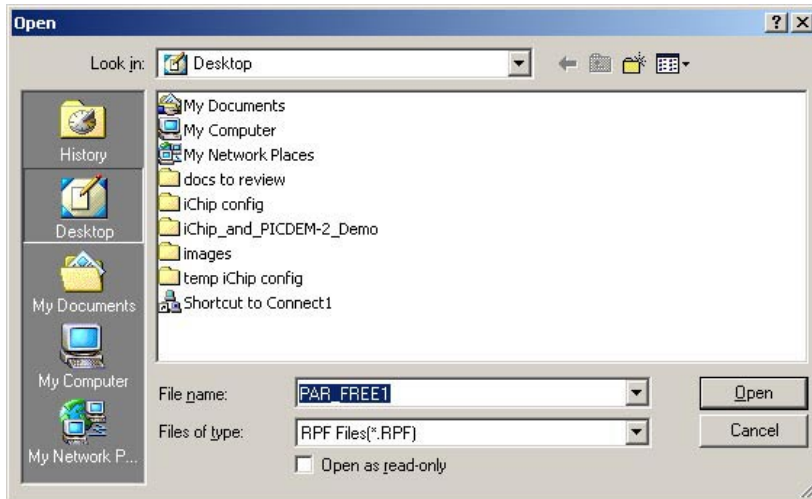 Open
Look in: Desktop
History
Desktop
My Documents
My Computer
My Network P...
My Documents
My Computer
My Network Places
docs to review
iChip config
iChip_and_PICDEM-2_Demo
images
temp iChip config
Shortcut to Connect1
File name: PAR_FREE1
Open
Files of type: RPF Files(*.RPF)
Cancel
Open as read-only